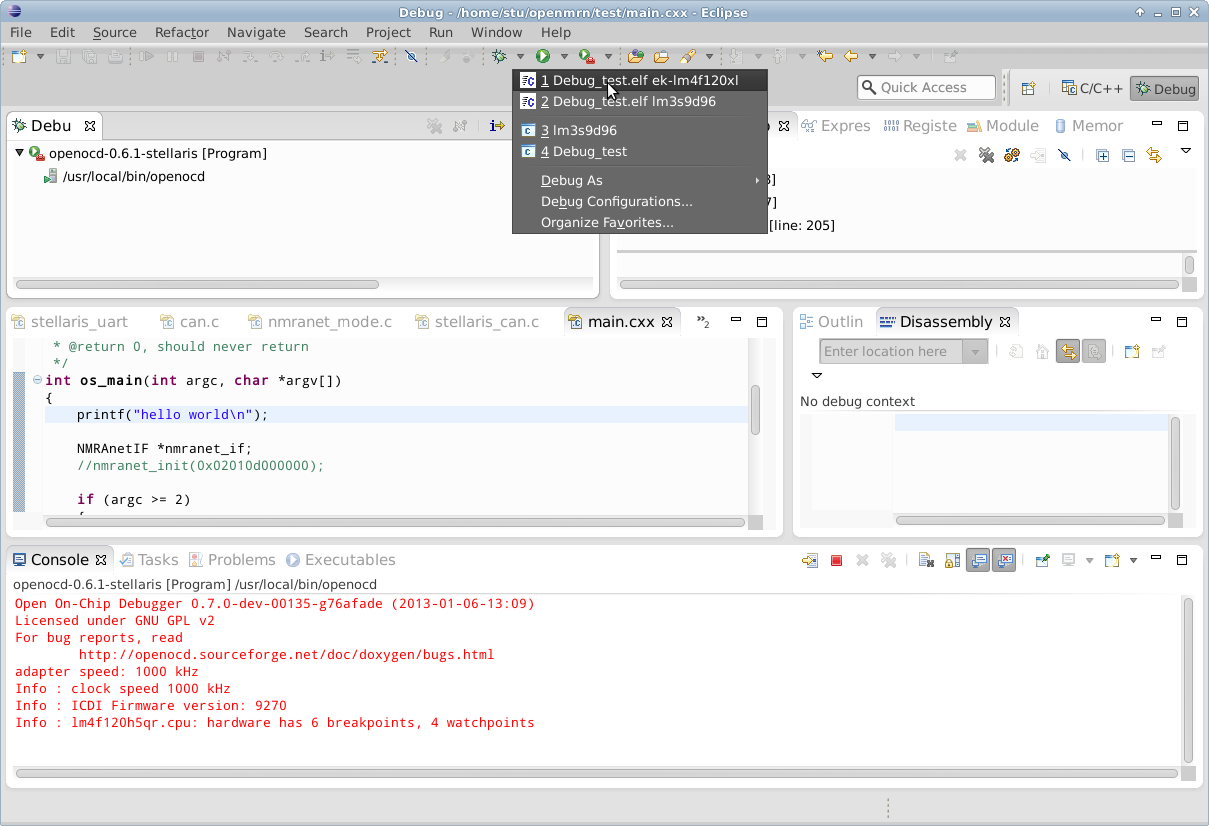 Debug - /home/stu/openmrn/test/main.cxx - Eclipse
File Edit Source Refactor Navigate Search Project Run Window Help
1 Debug_test.elf ek-lm4f120xl
2 Debug_test.elf lm3s9d96
3 lm3s9d96
4 Debug_test
Debug As
Debug Configurations...
Organize Favorites...
Quick Access
C/C++
Debug
Debu
openocd-0.6.1-stellaris [Program]
/usr/local/bin/openocd
Expres Registe Module Memor
3]
7]
[line: 205]
stellaris_uart can.c nmranet_mode.c stellaris_can.c main.cxx »2
* @return 0, should never return
*/
int os_main(int argc, char *argv[])
{
printf("hello world\n");
NMRAnetIF *nmranet_if;
//nmranet_init(0x02010d000000);
if (argc >= 2)
{
Outlin Disassembly
Enter location here
No debug context
Console Tasks Problems Executables
openocd-0.6.1-stellaris [Program] /usr/local/bin/openocd
Open On-Chip Debugger 0.7.0-dev-00135-g76afade (2013-01-06-13:09)
Licensed under GNU GPL v2
For bug reports, read
http://openocd.sourceforge.net/doc/doxygen/bugs.html
adapter speed: 1000 kHz
Info : clock speed 1000 kHz
Info : ICDI Firmware version: 9270
Info : lm4f120h5qr.cpu: hardware has 6 breakpoints, 4 watchpoints